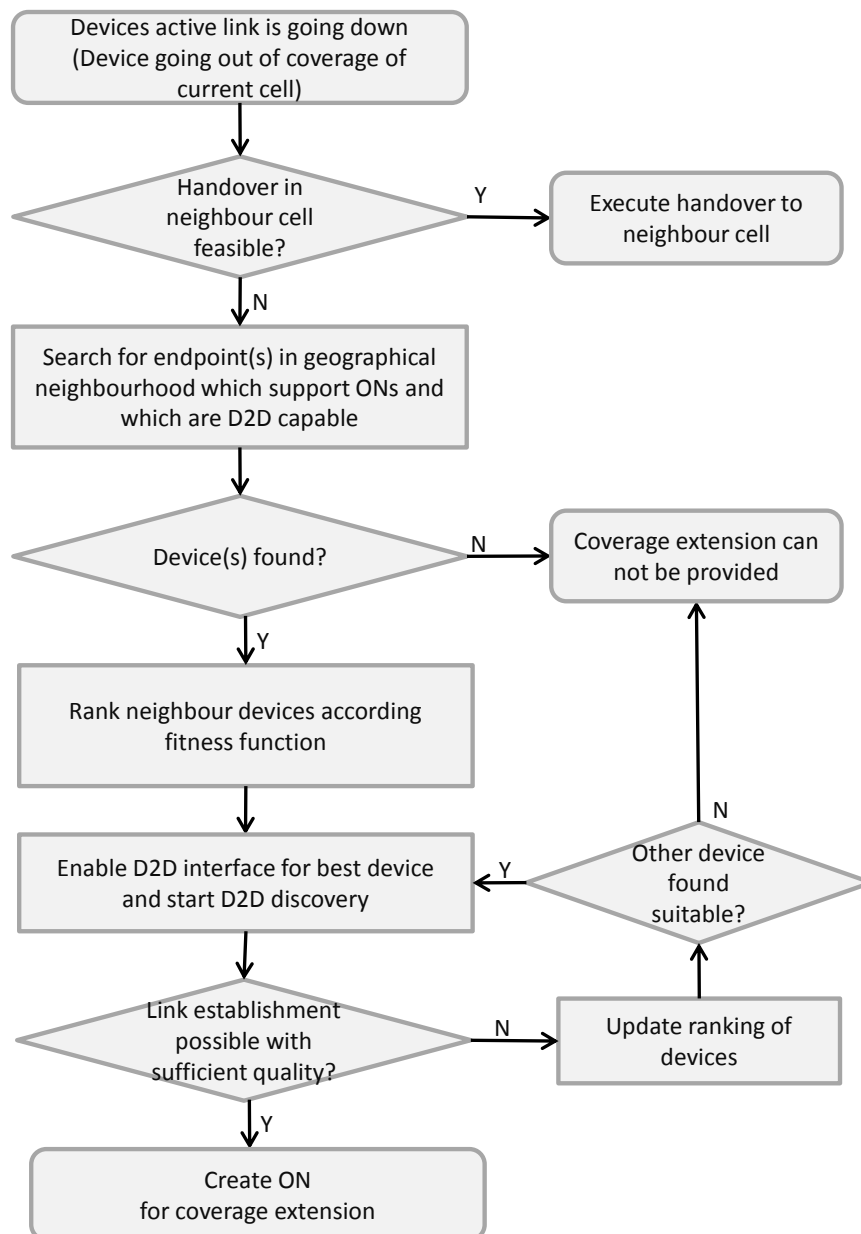 Devices active link is going down
(Device going out of coverage of
current cell)
Handover in
neighbour cell
feasible?
Y
Execute handover to
neighbour cell
N
Search for endpoint(s) in geographical
neighbourhood which support ONs and
which are D2D capable
Device(s) found?
N
Coverage extension can
not be provided
Y
Rank neighbour devices according
fitness function
N
Enable D2D interface for best device
and start D2D discovery
Y
Other device
found
suitable?
Link establishment
possible with
sufficient quality?
N
Update ranking of
devices
Y
Create ON
for coverage extension